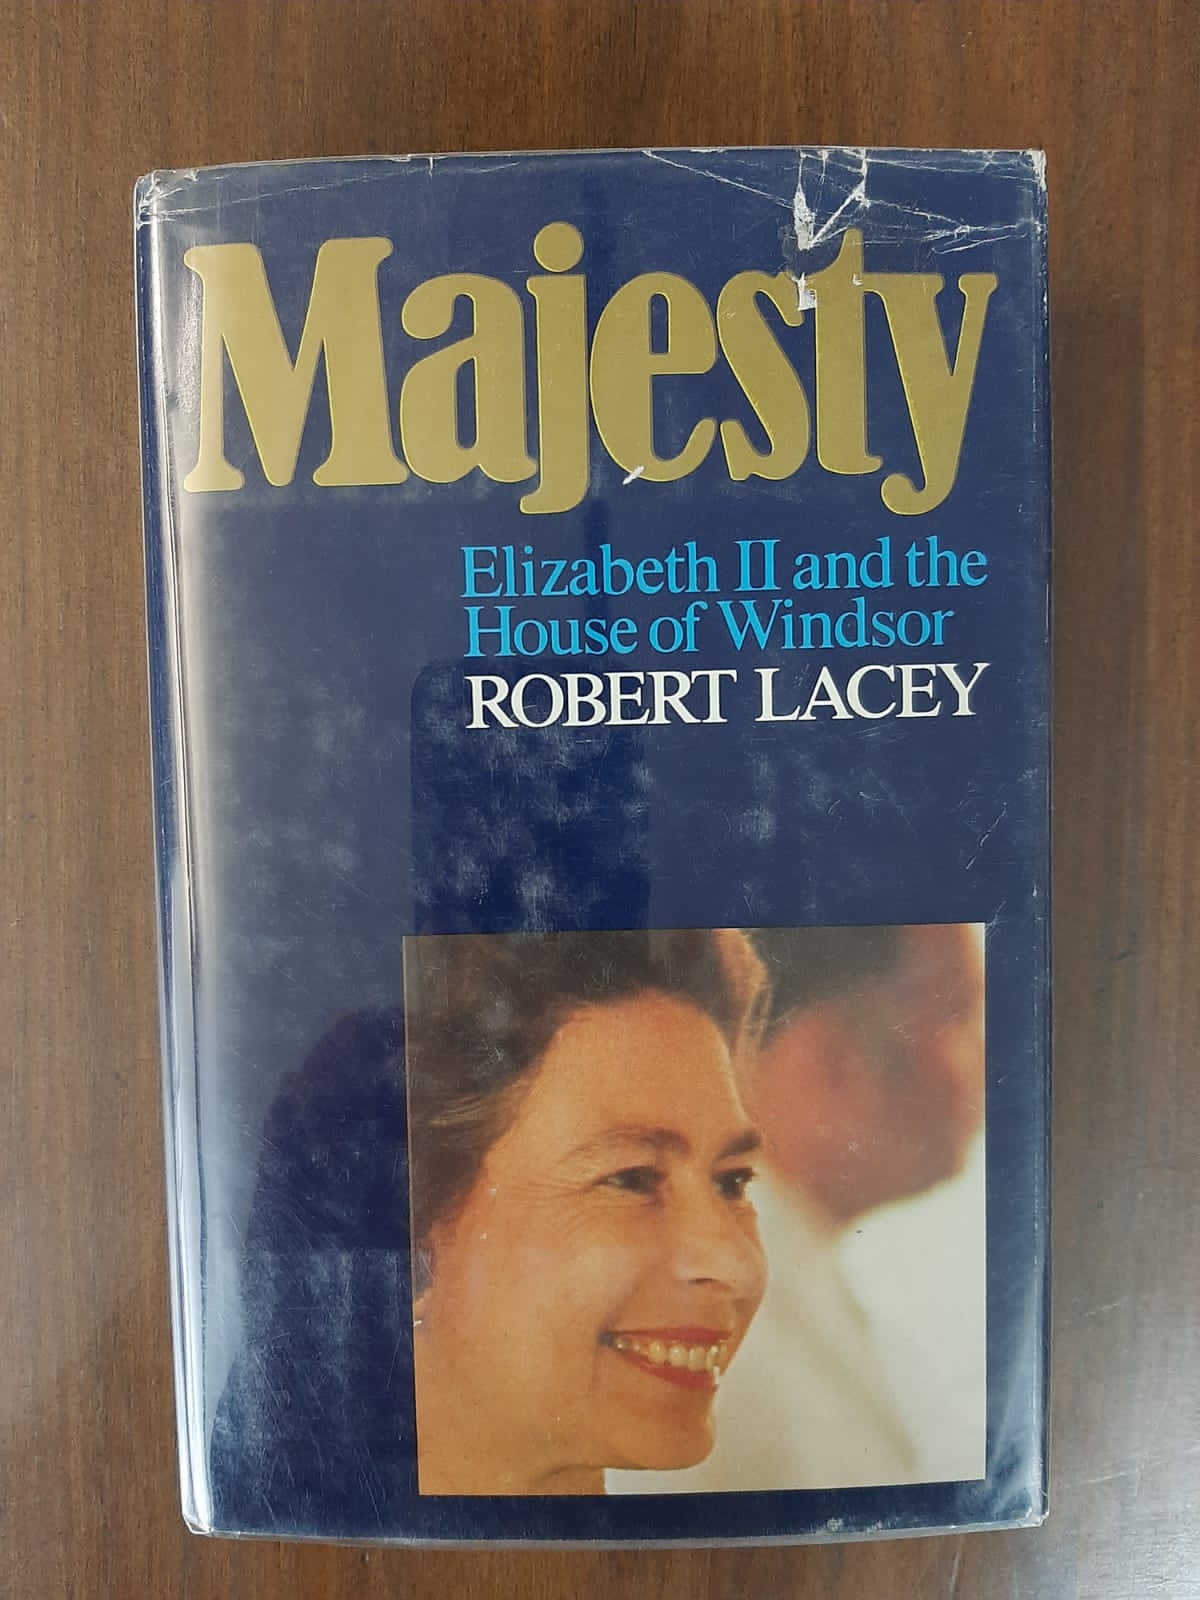 Majesty
Elizabeth II and the
House of Windsor
ROBERT LACEY